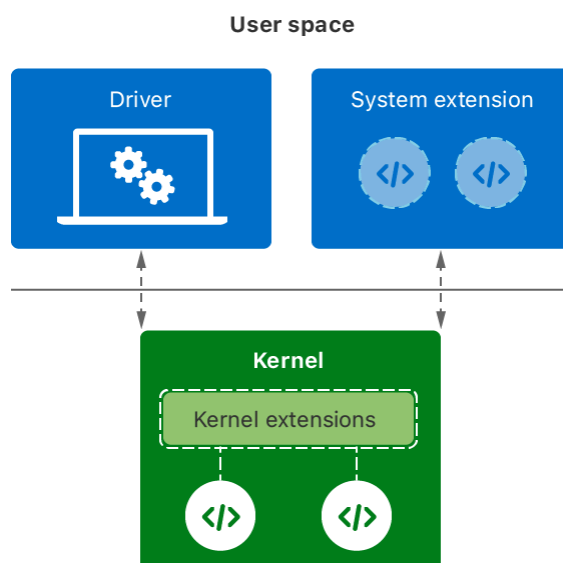 User space
Driver
System extension
</>
</>
Kernel
Kernel extensions
</>
</>